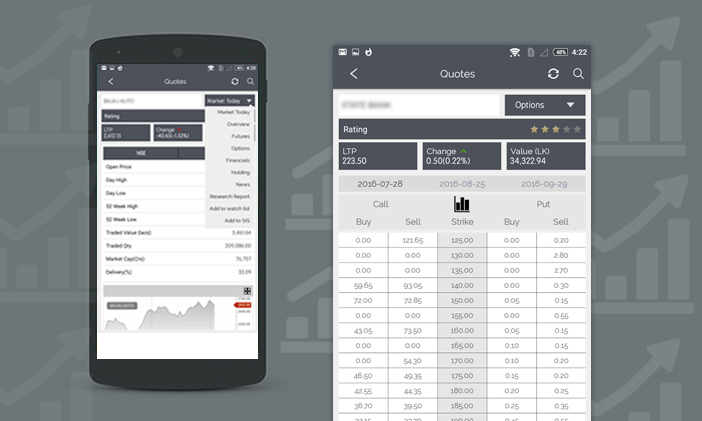 4:20
Quotes
BAJAJ AUTO
Market Today
Rating
LTP
2,612.15
Change
-40.65(-1.53%)
NSE
Open Price
Day High
Day Low
52 Week High
52 Week Low
Traded Value (lacs)
5,461.64
Traded Qty
209,086.00
Market Cap(Crs)
76,707
Delivery(%)
33.09
Market Today
Overview
Futures
Options
Financials
Holding
News
Research Report
Add to watch list
Add to SIS
BAJAJ AUTO
48%
4:22
Quotes
STATE BANK
Options
Rating
LTP
223.50
Change
0.50(0.22%)
Value (LK)
34,322.94
2016-07-28 2016-08-25 2016-09-29
Call Put
Buy Sell Strike Buy Sell
0.00 121.65 125.00 0.00 0.20
0.00 0.00 130.00 0.00 2.80
0.00 0.00 135.00 0.00 2.70
59.65 93.05 140.00 0.00 0.30
72.00 72.85 150.00 0.05 0.15
0.00 0.00 155.00 0.00 0.55
43.05 73.50 160.00 0.05 0.15
0.00 0.00 165.00 0.10 0.15
0.00 54.30 170.00 0.10 0.20
46.50 49.35 175.00 0.15 0.20
42.55 44.35 180.00 0.20 0.25
36.70 39.50 185.00 0.25 0.35